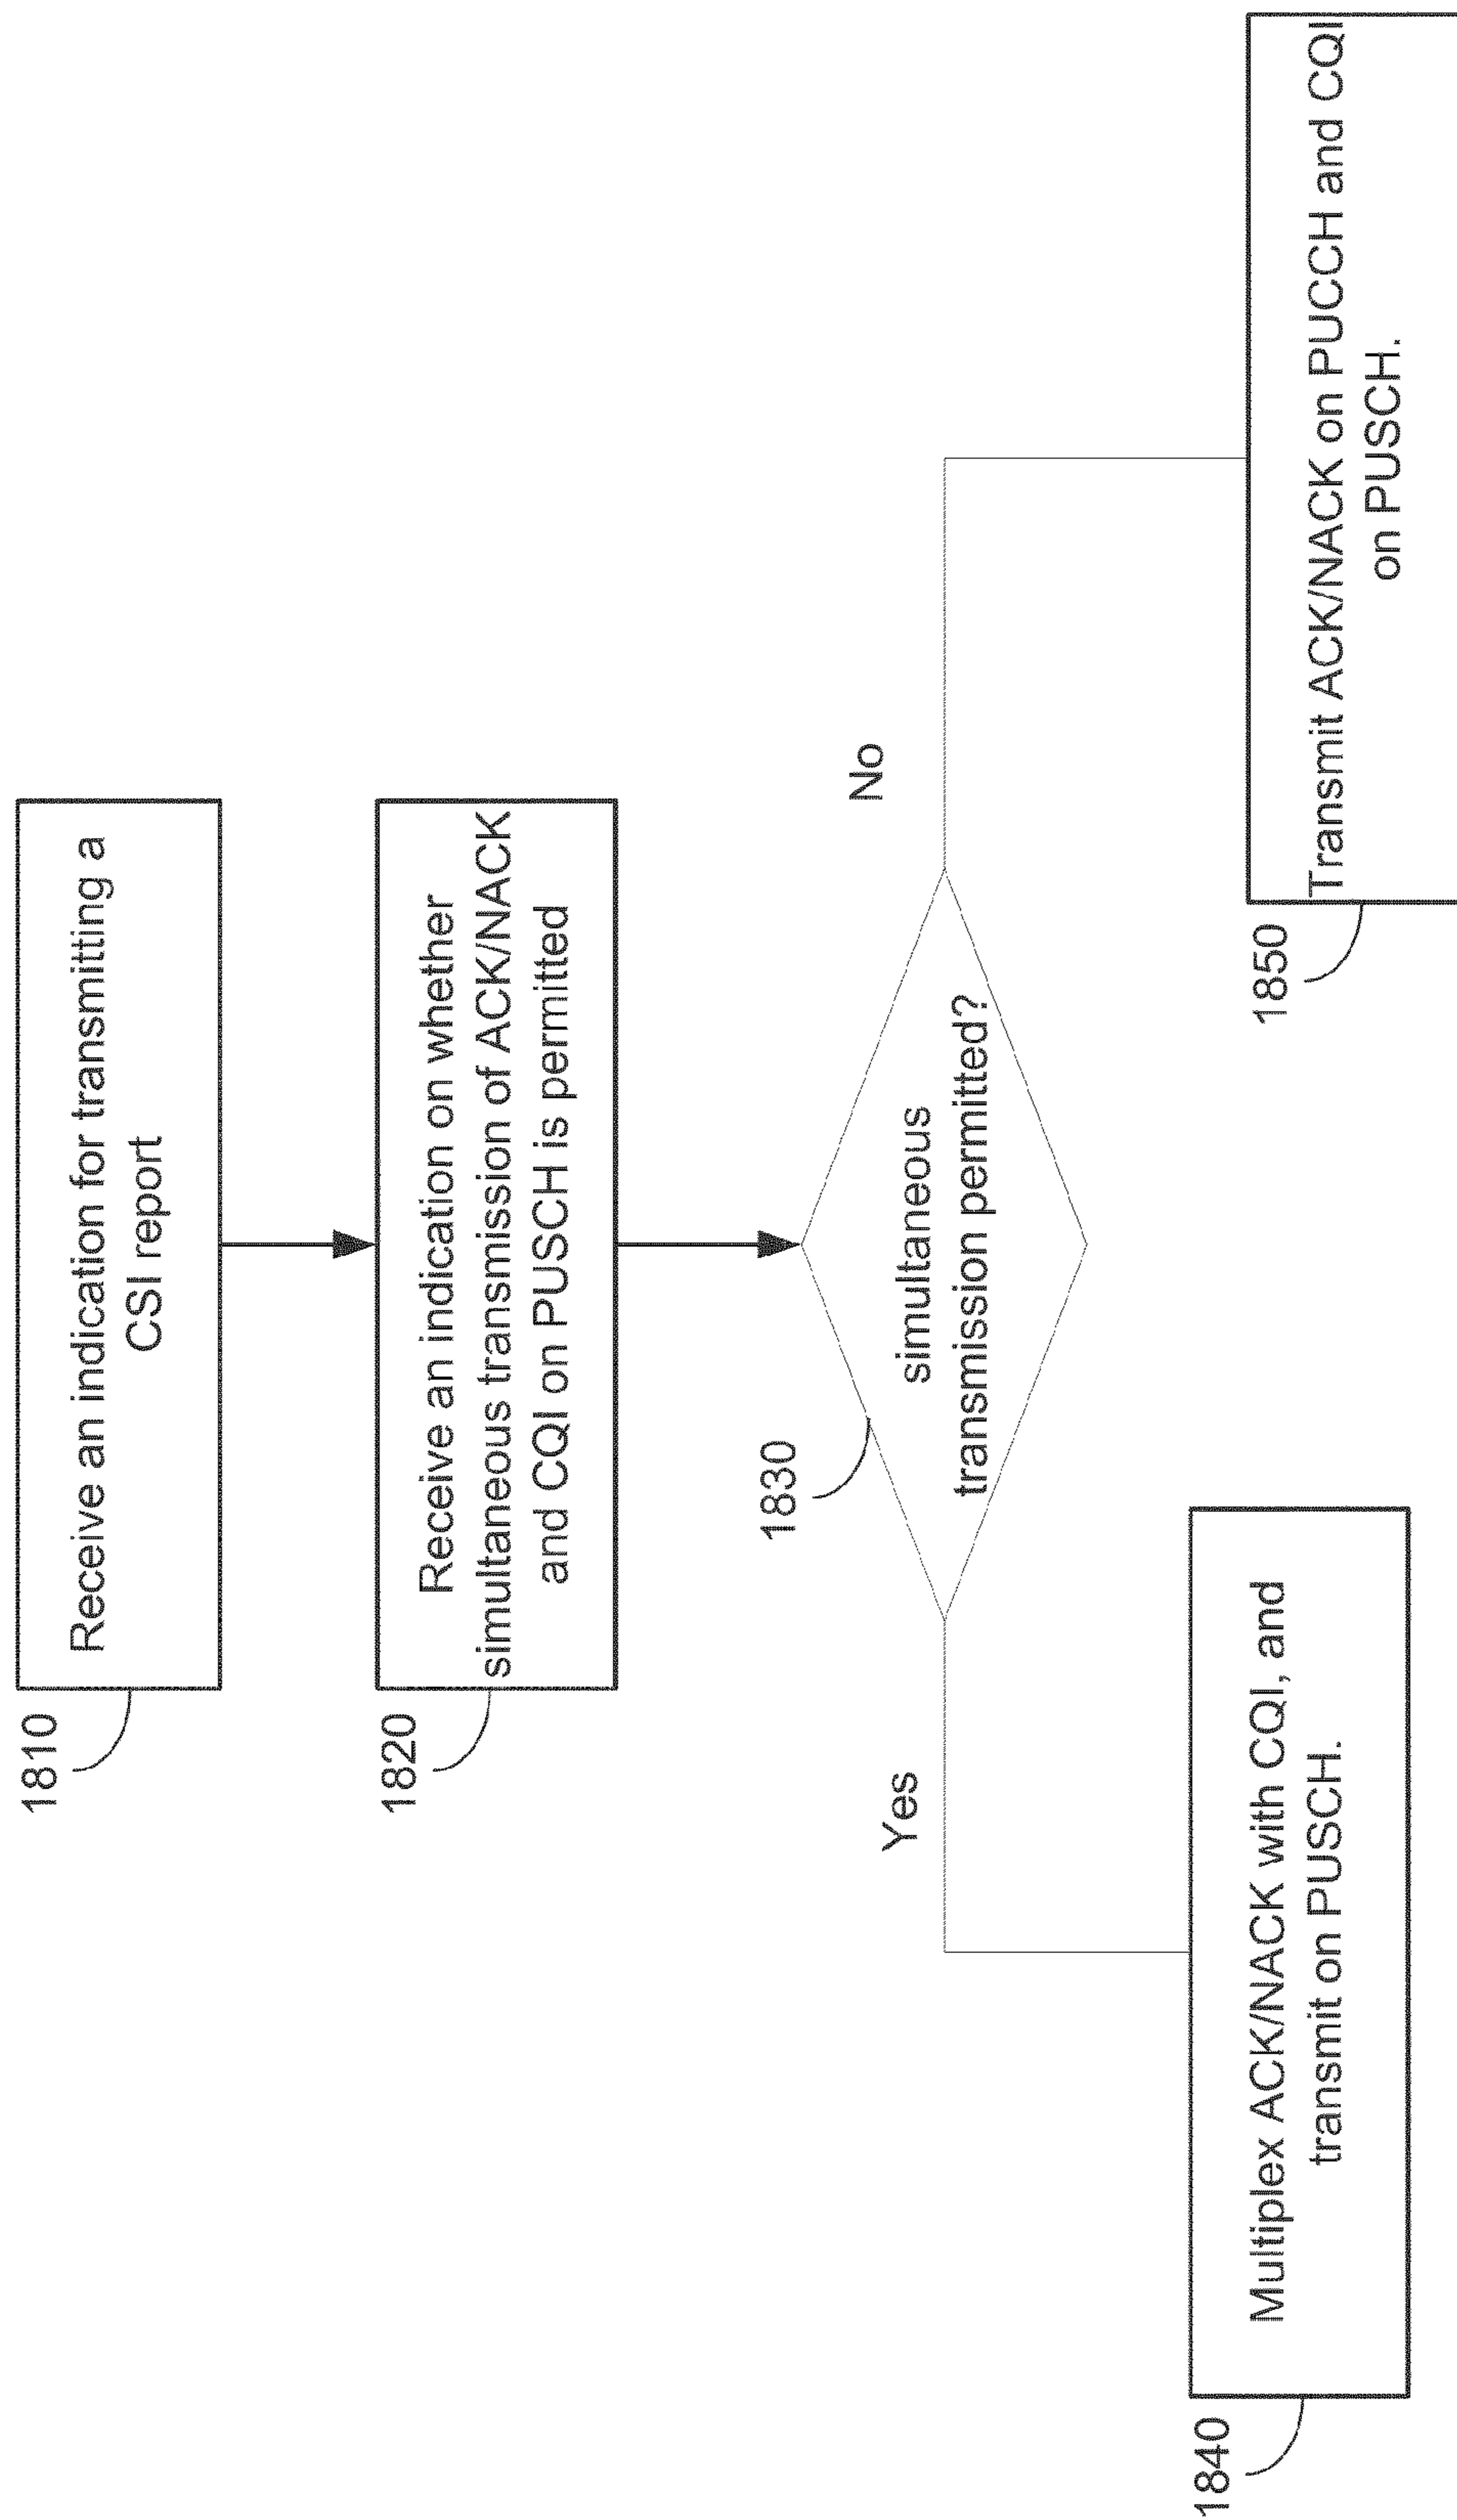 1810
Receive an indication for transmitting a
CSI report
1820
Receive an indication on whether
simultaneous transmission of ACK/NACK
and CQI on PUSCH is permitted
1830
simultaneous
transmission permitted?
Yes
No
1840
Multiplex ACK/NACK with CQI, and
transmit on PUSCH.
1850
Transmit ACK/NACK on PUCCH and CQI
on PUSCH.